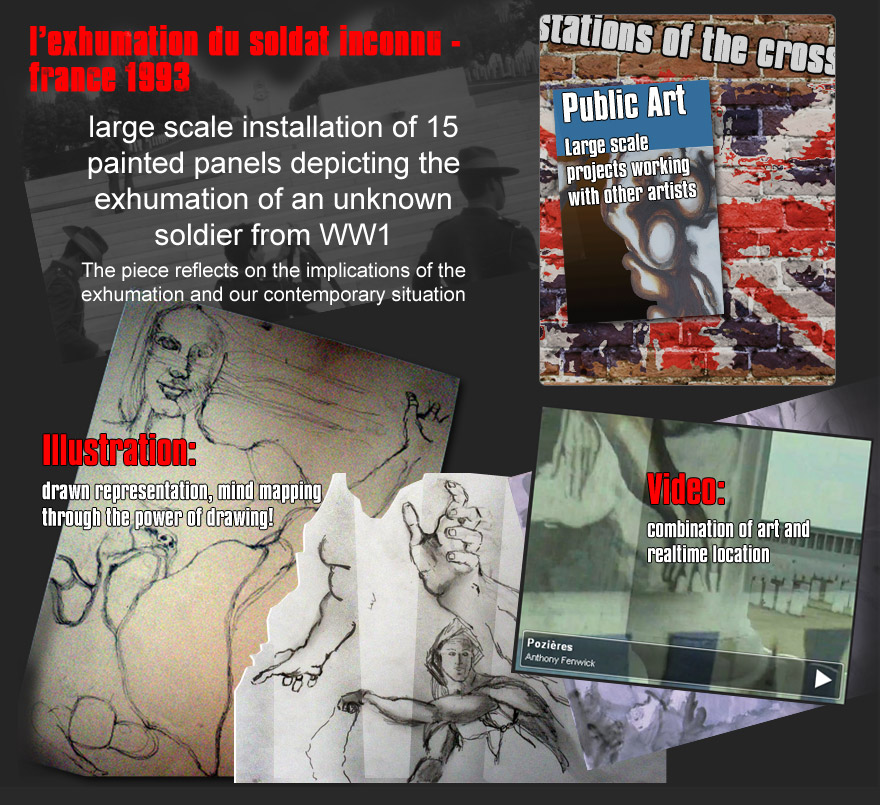 l'exhumation du soldat inconnu -
france 1993
large scale installation of 15
painted panels depicting the
exhumation of an unknown
soldier from WW1
The piece reflects on the implications of the
exhumation and our contemporary situation
stations of the cross
Public Art
Large scale
projects working
with other artists
Illustration:
drawn representation, mind mapping
through the power of drawing!
Video:
combination of art and
realtime location
Pozières
Anthony Fenwick